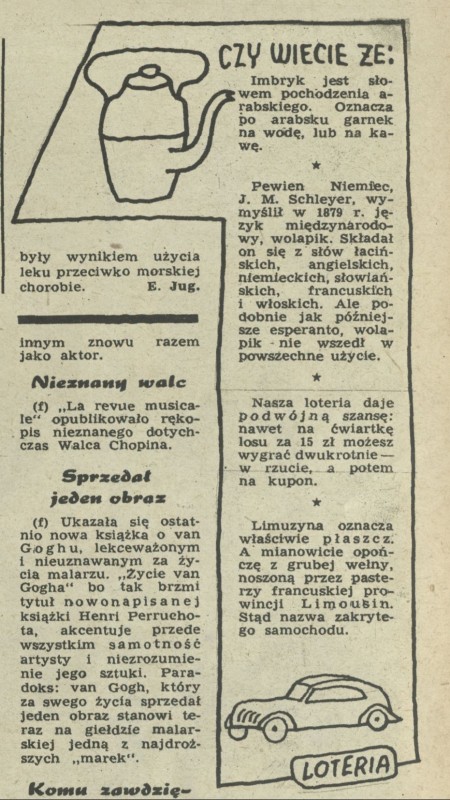 były wynikiem użycia
leku przeciwko morskiej
chorobie. E. Jug.
innym znowu razem
jako aktor.
Nieznany walc
(f) „La revue musica-
le" opublikowało ręko-
pis nieznanego dotych-
czas Walca Chopina.
Sprzedał
jeden obraz
(f) Ukazała się ostat-
nio nowa książka o van
Goghu, lekceważonym
i nieuznawanym za ży-
cia malarzu. „Życie van
Gogha" bo tak brzmi
tytuł nowonapisanej
książki Henri Perrucho-
ta, akcentuje przede
wszystkim samotność
artysty i niezrozumie-
nie jego sztuki. Para-
doks: van Gogh, który
za swego życia sprzedał
jeden obraz stanowi te-
raz na giełdzie malar-
skiej jedną z najdroż-
szych „marek".
Komu zawdzię-
CZY WIECIE ŻE:
Imbryk jest sło-
wem pochodzenia a-
rabskiego. Oznacza
po arabsku garnek
na wodę, lub na ka-
wę.
★
Pewien Niemiec,
J. M. Schleyer, wy-
myślił w 1879 r. ję-
zyk międzynarodo-
wy, wolapik. Składał
on się z słów łaciń-
skich, angielskich,
niemieckich, słowiań-
skich, francuskich
i włoskich. Ale po-
dobnie jak później-
sze esperanto, wola-
pik nie wszedł w
powszechne użycie.
★
Nasza loteria daje
podwójną szansę:
nawet na ćwiartkę
losu za 15 zł możesz
wygrać dwukrotnie —
w rzucie, a potem
na kupon.
★
Limuzyna oznacza
właściwie płaszcz.
A mianowicie opoń-
czę z grubej wełny,
noszoną przez paste-
rzy francuskiej pro-
wincji Limousin.
Stąd nazwa zakryte-
go samochodu.
LOTERIA